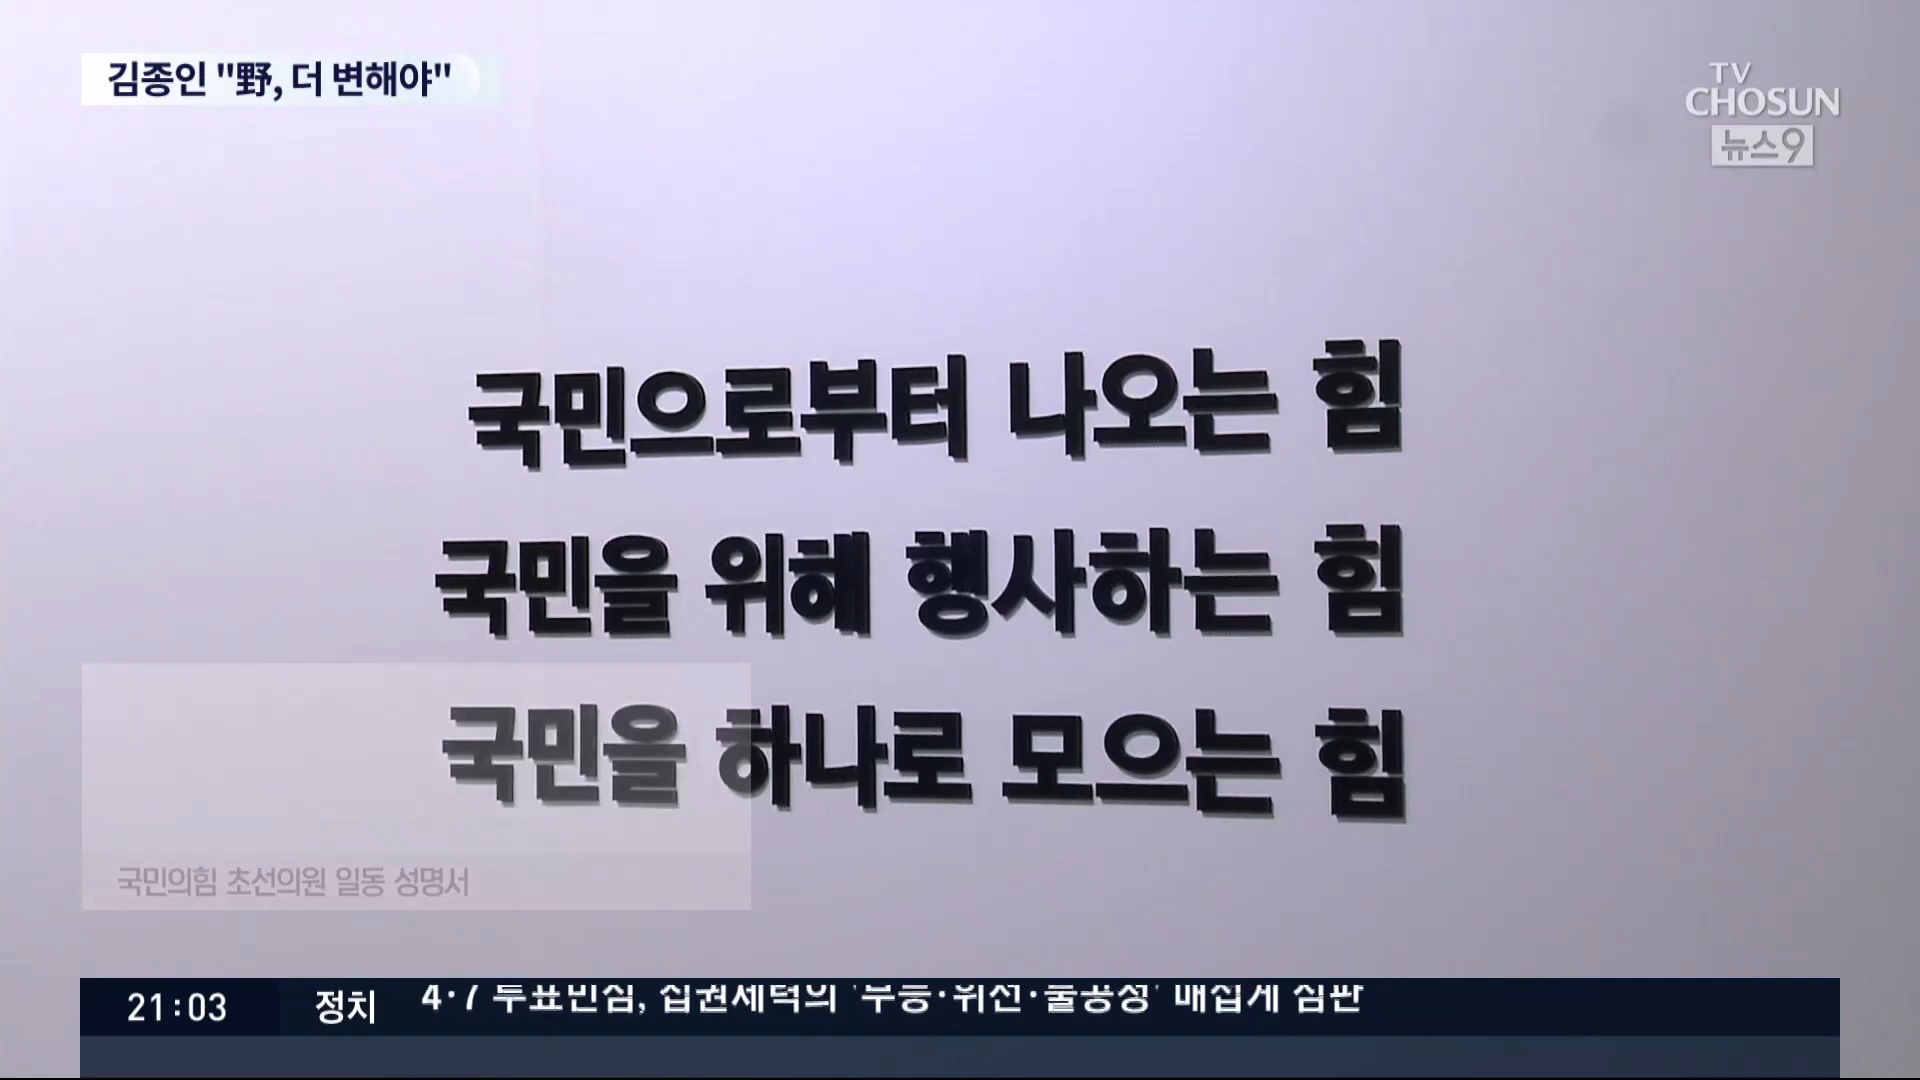 김종인 "野, 더 변해야"
TV
CHOSUN
뉴스9
국민으로부터 나오는 힘
국민을 위해 행사하는 힘
국민을 하나로 모으는 힘
국민의힘 초선의원 일동 성명서
21:03 정치 4·7 투표민심, 집권세력의 '무능·위선·불공정' 매섭게 심판